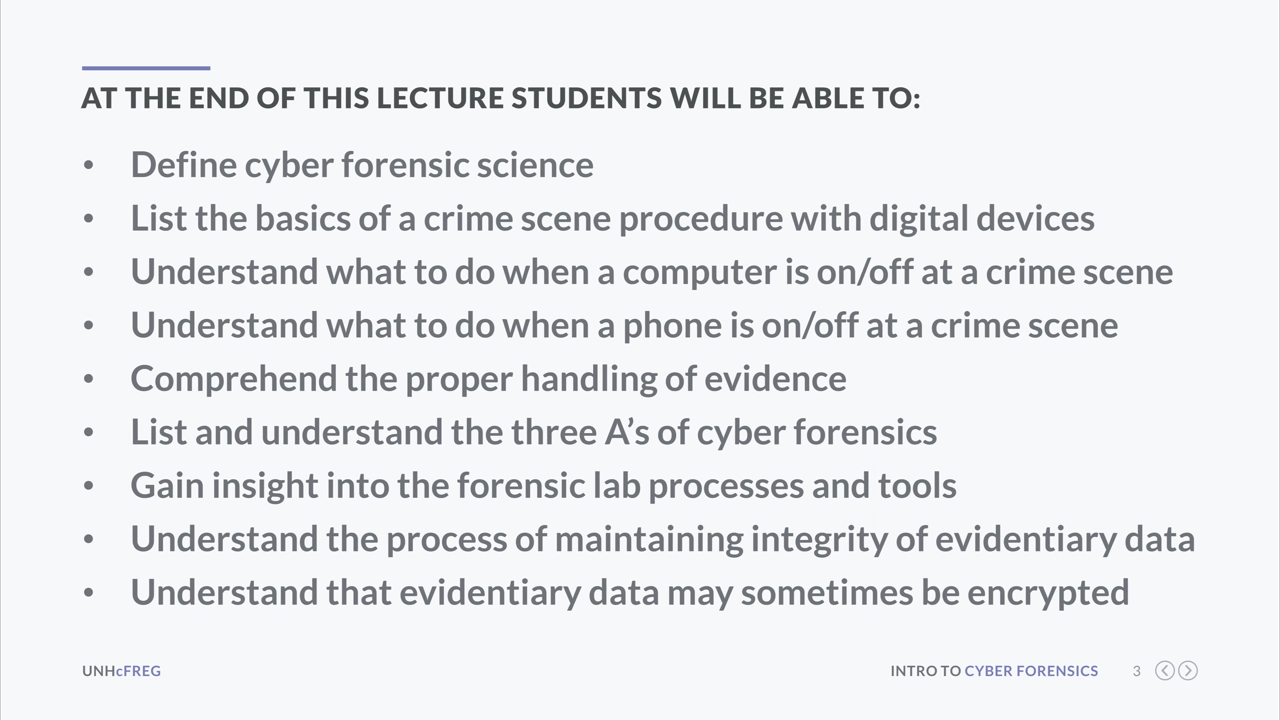 AT THE END OF THIS LECTURE STUDENTS WILL BE ABLE TO:
• Define cyber forensic science
• List the basics of a crime scene procedure with digital devices
• Understand what to do when a computer is on/off at a crime scene
• Understand what to do when a phone is on/off at a crime scene
• Comprehend the proper handling of evidence
• List and understand the three A’s of cyber forensics
• Gain insight into the forensic lab processes and tools
• Understand the process of maintaining integrity of evidentiary data
• Understand that evidentiary data may sometimes be encrypted
UNHcFREG
INTRO TO CYBER FORENSICS 3